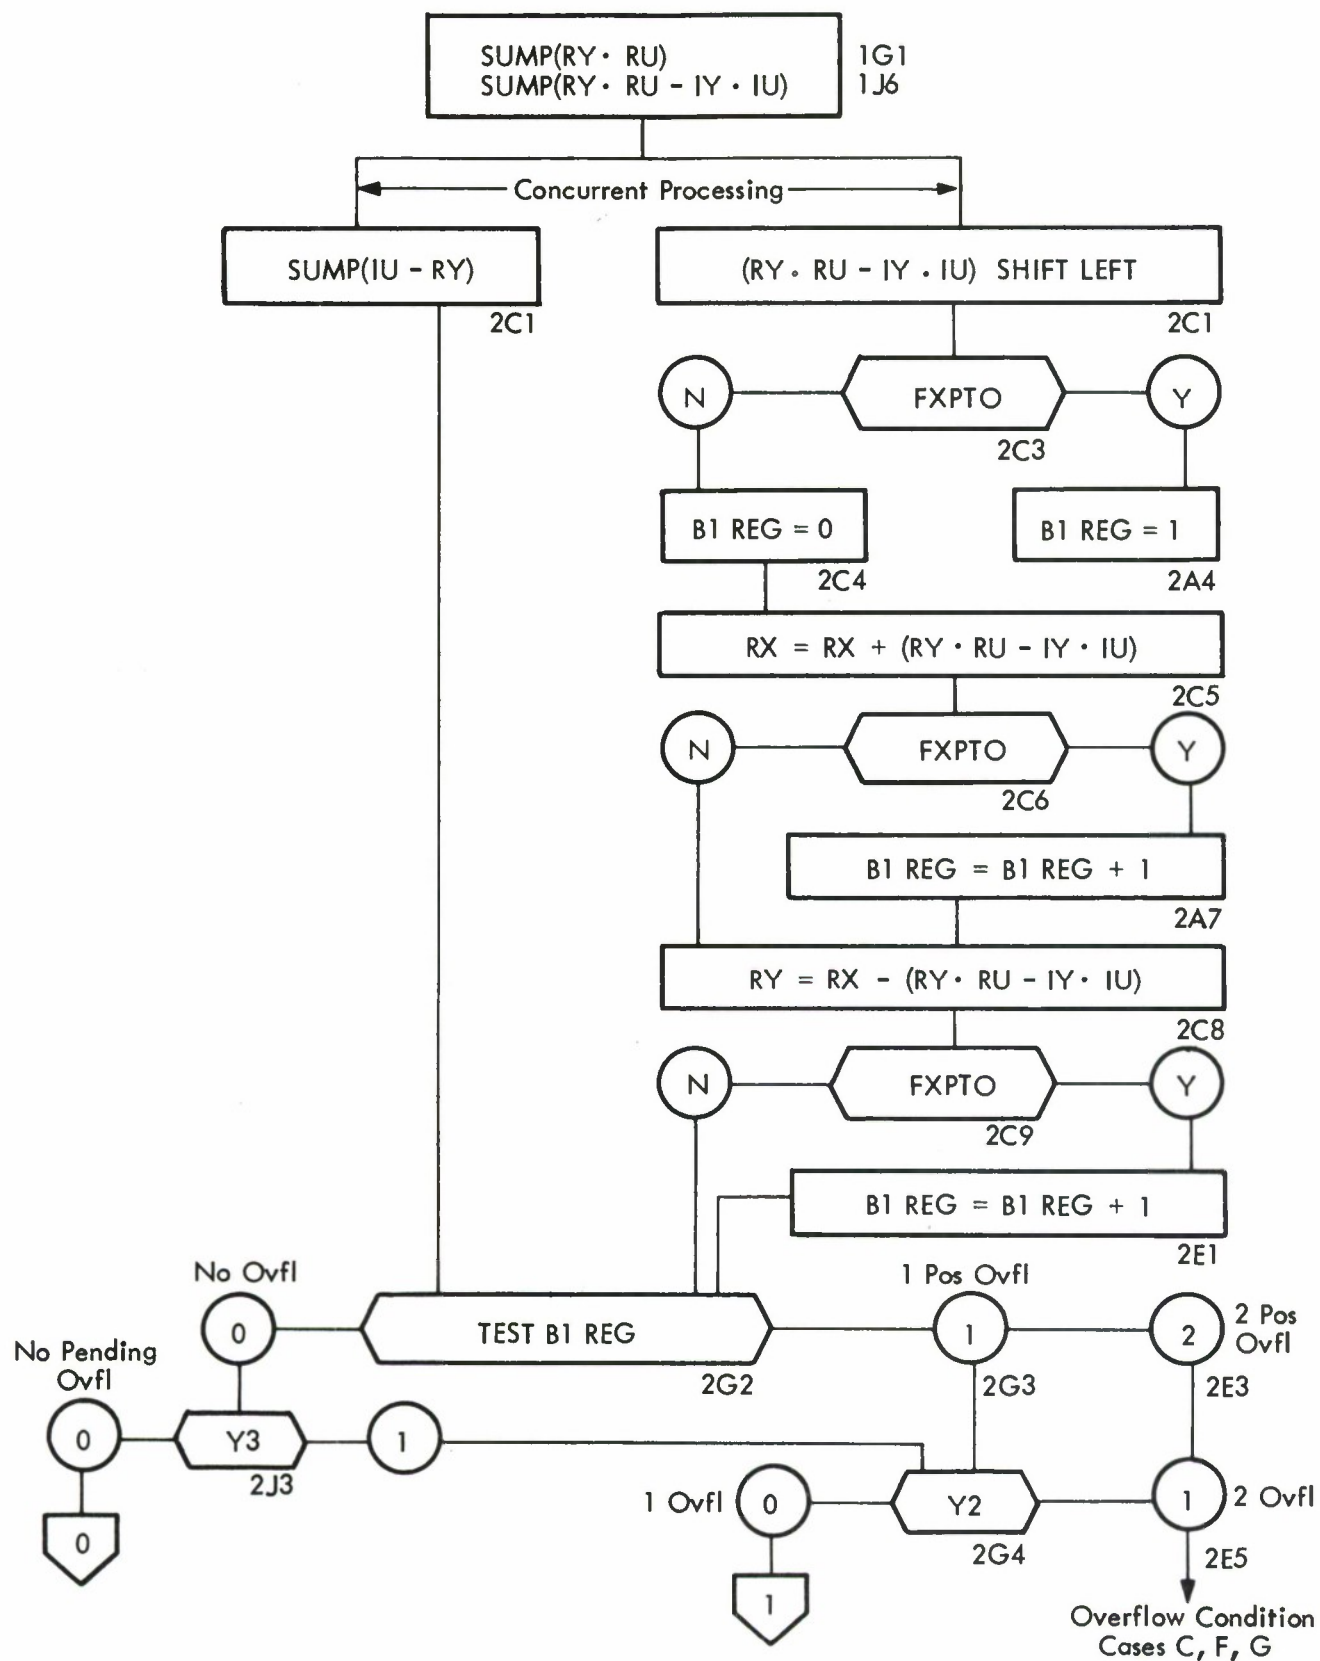 SUMP(RY · RU) 1G1
SUMP(RY · RU - IY · IU) 1J6
Concurrent Processing
SUMP(IU - RY)
2C1
(RY · RU - IY · IU) SHIFT LEFT
2C1
N
FXPTO
Y
2C3
B1 REG = 0
2C4
B1 REG = 1
2A4
RX = RX + (RY · RU - IY · IU)
2C5
N
FXPTO
Y
2C6
B1 REG = B1 REG + 1
2A7
RY = RX - (RY · RU - IY · IU)
2C8
N
FXPTO
Y
2C9
B1 REG = B1 REG + 1
2E1
No Ovfl
0
TEST B1 REG
2G2
1 Pos Ovfl
1
2G3
2
2 Pos
Ovfl
2E3
No Pending
Ovfl
0
Y3
2J3
1
0
1 Ovfl
0
Y2
2G4
1
2 Ovfl
2E5
1
Overflow Condition
Cases C, F, G